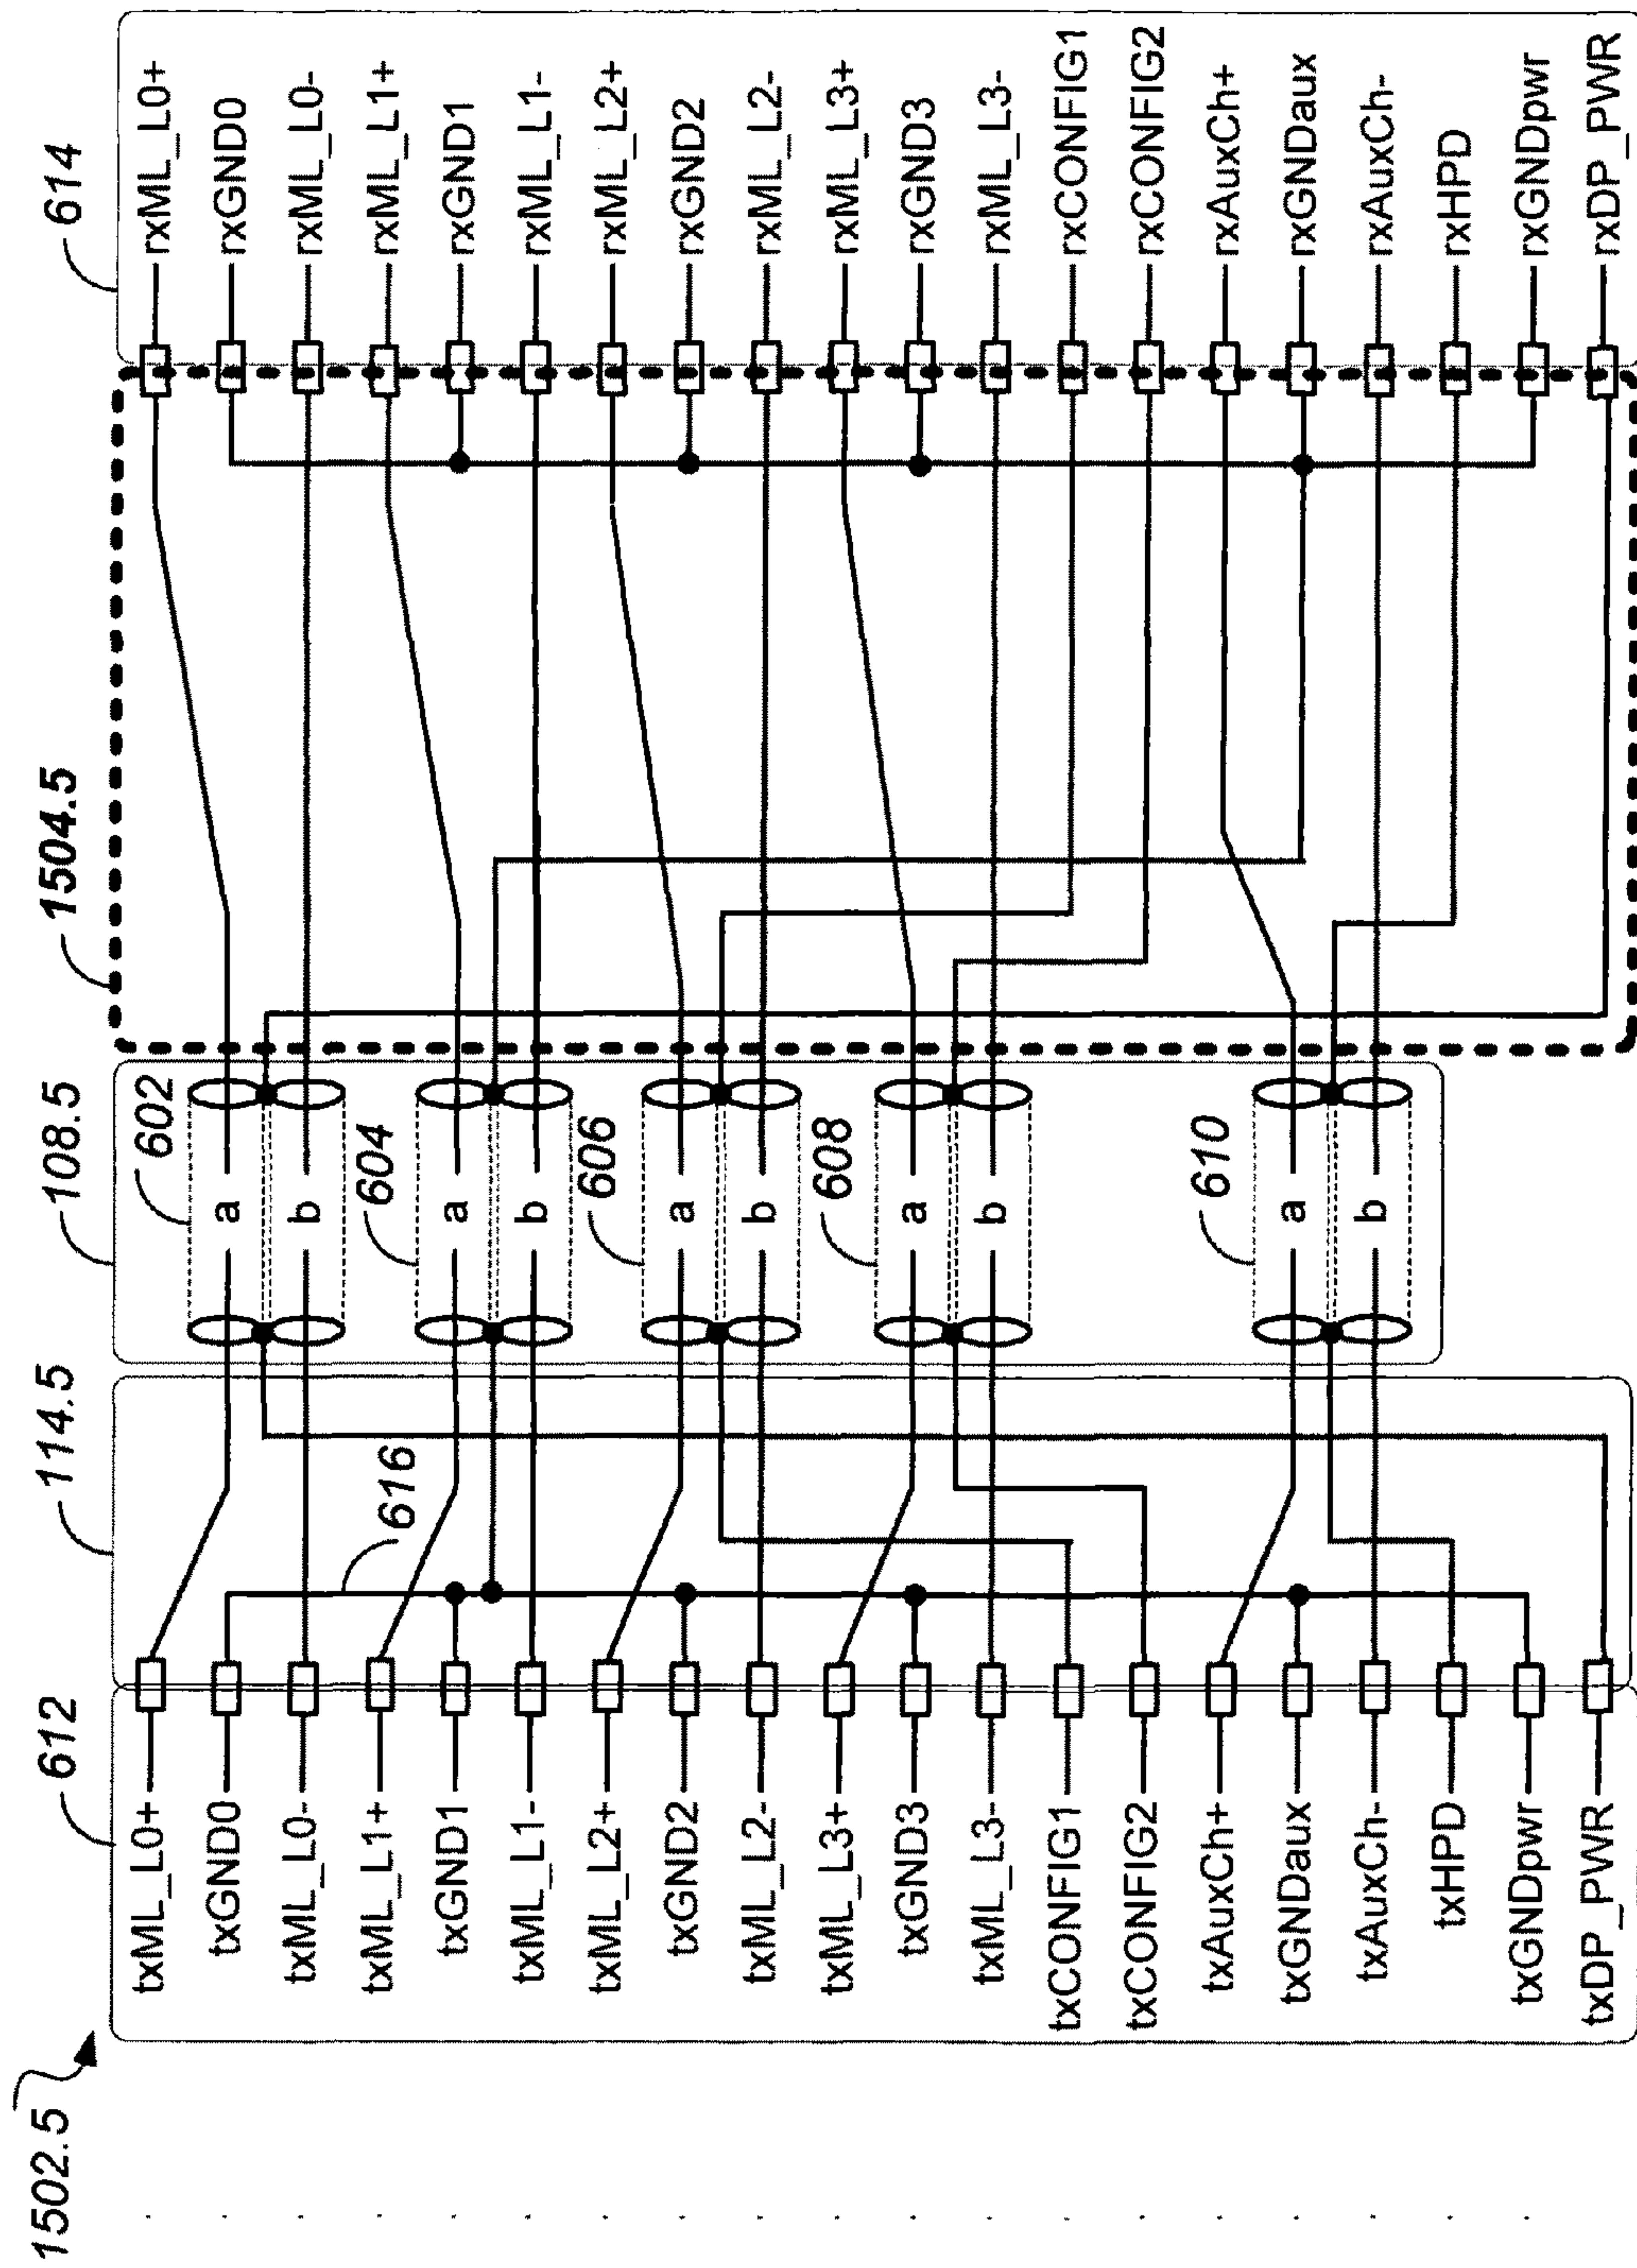 1502.5
612
114.5
108.5
1504.5
614
616
602
604
606
608
610
txML_L0+
txGND0
txML_L0-
txML_L1+
txGND1
txML_L1-
txML_L2+
txGND2
txML_L2-
txML_L3+
txGND3
txML_L3-
txCONFIG1
txCONFIG2
txAuxCh+
txGNDaux
txAuxCh-
txHPD
txGNDpwr
txDP_PWR
a
b
a
b
a
b
a
b
a
b
rxML_L0+
rxGND0
rxML_L0-
rxML_L1+
rxGND1
rxML_L1-
rxML_L2+
rxGND2
rxML_L2-
rxML_L3+
rxGND3
rxML_L3-
rxCONFIG1
rxCONFIG2
rxAuxCh+
rxGNDaux
rxAuxCh-
rxHPD
rxGNDpwr
rxDP_PWR